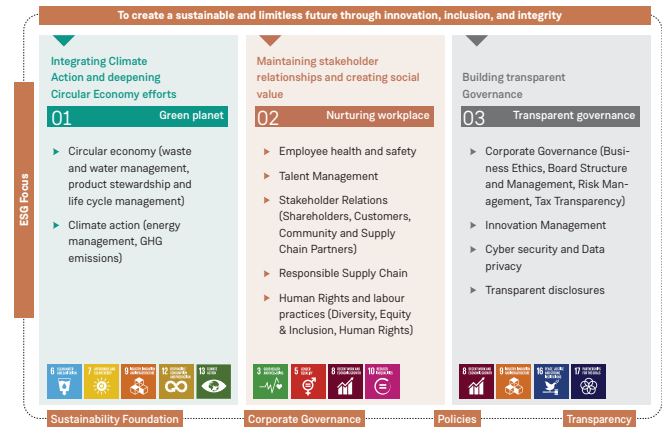 To create a sustainable and limitless future through innovation, inclusion, and integrity
ESG Focus
Integrating Climate
Action and deepening
Circular Economy efforts
01 Green planet
Circular economy (waste
and water management,
product stewardship and
life cycle management)
Climate action (energy
management, GHG
emissions)
6
7
9
12
13
Maintaining stakeholder
relationships and creating social
value
02 Nurturing workplace
Employee health and safety
Talent Management
Stakeholder Relations
(Shareholders, Customers,
Community and Supply
Chain Partners)
Responsible Supply Chain
Human Rights and labour
practices (Diversity, Equity
& Inclusion, Human Rights)
3
5
8
10
Building transparent
Governance
03 Transparent governance
Corporate Governance (Busi-
ness Ethics, Board Structure
and Management, Risk Man-
agement, Tax Transparency)
Innovation Management
Cyber security and Data
privacy
Transparent disclosures
8
9
16
17
Sustainability Foundation
Corporate Governance
Policies
Transparency